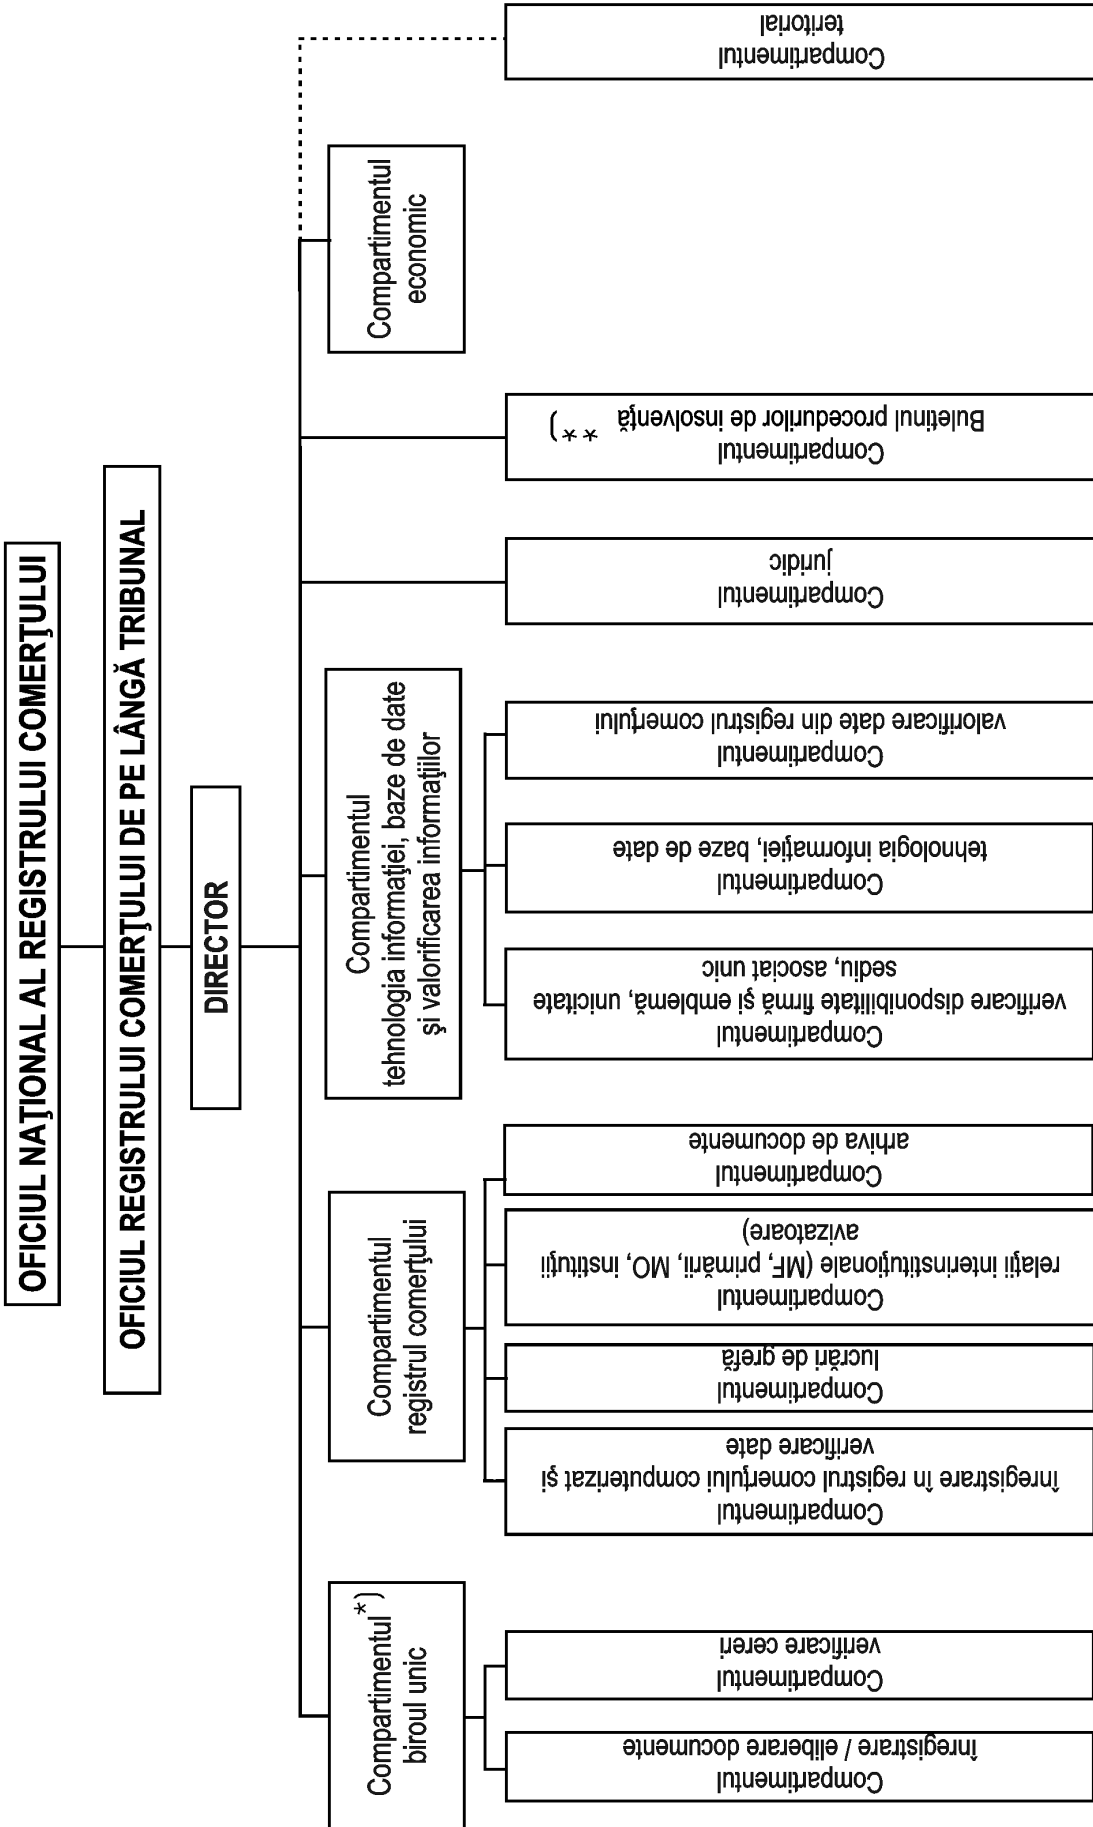 OFICIUL NAŢIONAL AL REGISTRULUI COMERŢULUI
OFICIUL REGISTRULUI COMERŢULUI DE PE LÂNGĂ TRIBUNAL
DIRECTOR
Compartimentul*)
biroul unic
Compartimentul
înregistrare / eliberare documente
Compartimentul
verificare cereri
Compartimentul
registrul comerţului
Compartimentul
înregistrare în registrul comerţului computerizat şi
verificare date
Compartimentul
lucrări de grefă
Compartimentul
relaţii interinstituţionale (MF, primării, MO, instituţii
avizatoare)
Compartimentul
arhiva de documente
Compartimentul
tehnologia informaţiei, baze de date
şi valorificarea informaţiilor
Compartimentul
verificare disponibilitate firmă şi emblemă, unicitate
sediu, asociat unic
Compartimentul
tehnologia informaţiei, baze de date
Compartimentul
valorificare date din registrul comerţului
Compartimentul
juridic
Compartimentul
Buletinul procedurilor de insolvenţă **)
Compartimentul
economic
Compartimentul
teritorial